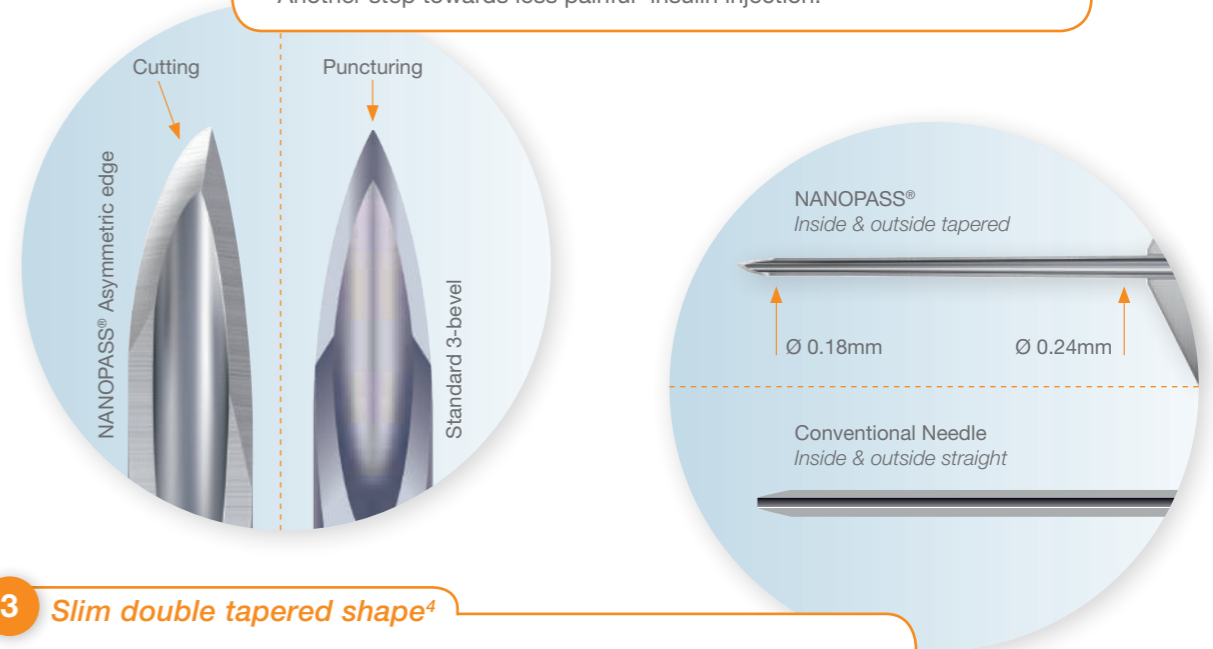 Another step towards less painful insulin injection.
Cutting
Puncturing
NANOPASS® Asymmetric edge
Standard 3-bevel
NANOPASS®
Inside & outside tapered
Ø 0.18mm
Ø 0.24mm
Conventional Needle
Inside & outside straight
3
Slim double tapered shape⁴